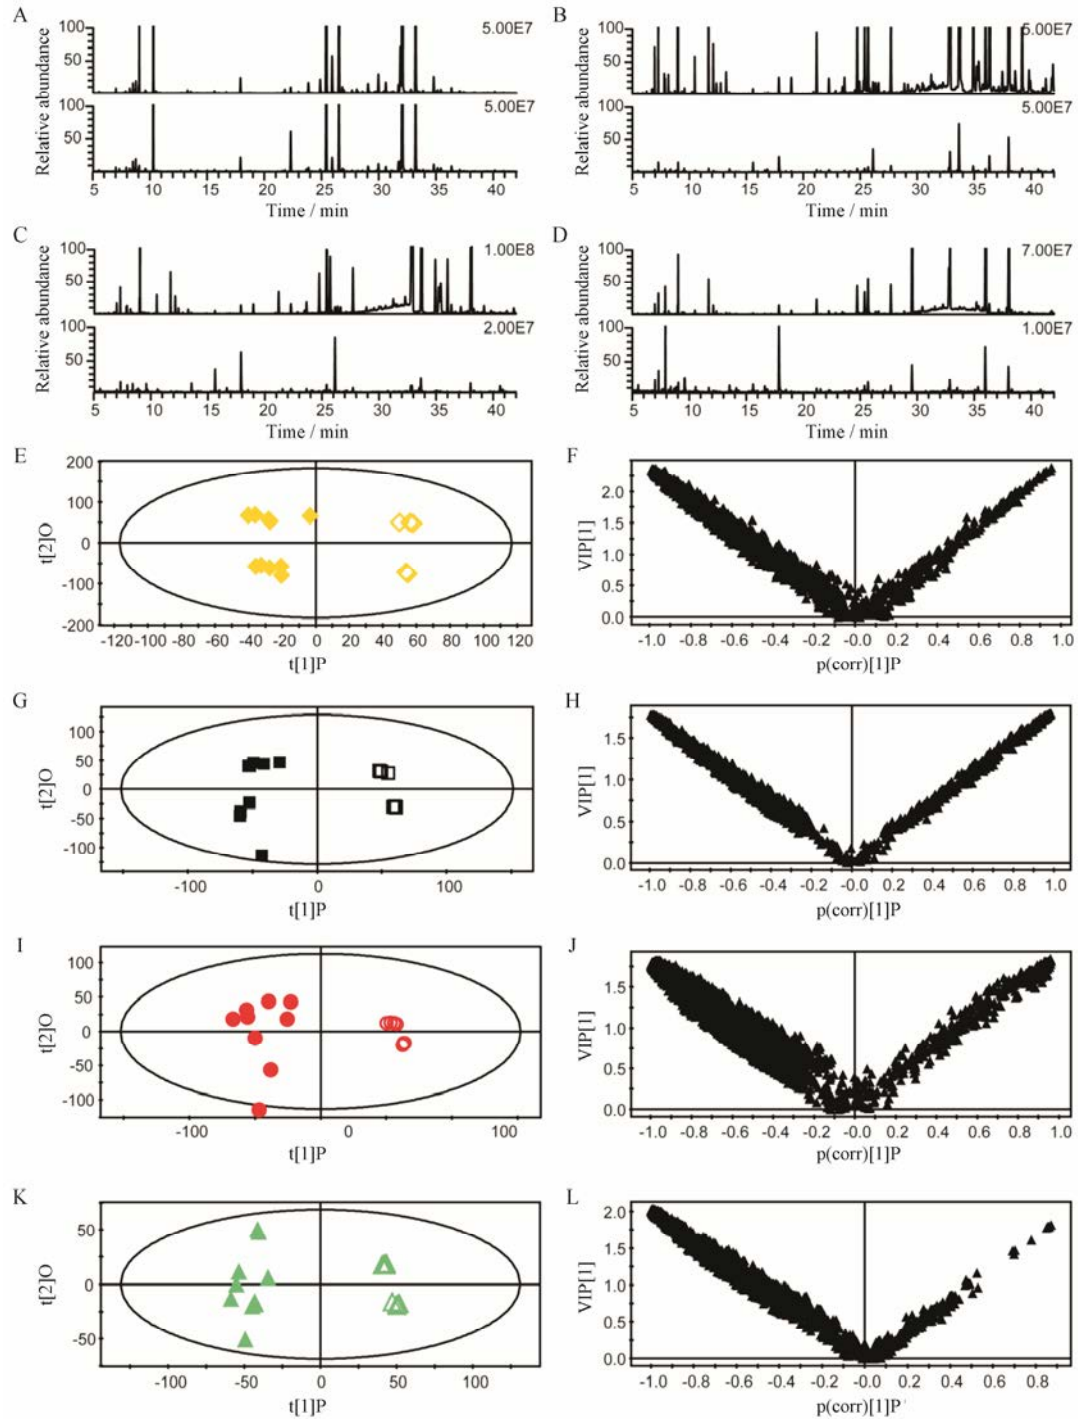 A
B
Relative abundance
100
50
5.00E7
100
50
5.00E7
5 10 15 20 25 30 35 40
Time / min
Relative abundance
100
50
5.00E7
100
50
5.00E7
5 10 15 20 25 30 35 40
Time / min
C
D
Relative abundance
100
50
1.00E8
100
50
2.00E7
5 10 15 20 25 30 35 40
Time / min
Relative abundance
100
50
7.00E7
100
50
1.00E7
5 10 15 20 25 30 35 40
Time / min
E
t[2]O
200
100
0
-100
-200
-120 -100 -80 -60 -40 -20 0 20 40 60 80 100 120
t[1]P
F
VIP[1]
2.0
1.5
1.0
0.5
0.0
-1.0 -0.8 -0.6 -0.4 -0.2 -0.0 0.2 0.4 0.6 0.8 1.0
p(corr)[1]P
G
t[2]O
100
50
0
-50
-100
-100 0 100
t[1]P
H
VIP[1]
1.5
1.0
0.5
0.0
-1.0 -0.8 -0.6 -0.4 -0.2 -0.0 0.2 0.4 0.6 0.8 1.0
p(corr)[1]P
I
t[2]O
100
50
0
-50
-100
-100 0 100
t[1]P
J
VIP[1]
1.5
1.0
0.5
0.0
-1.0 -0.8 -0.6 -0.4 -0.2 -0.0 0.2 0.4 0.6 0.8 1.0
p(corr)[1]P
K
t[2]O
50
0
-50
-100 -50 0 50 100
t[1]P
L
VIP[1]
2.0
1.5
1.0
0.5
0.0
-1.0 -0.8 -0.6 -0.4 -0.2 0.0 0.2 0.4 0.6 0.8
p(corr)[1]P